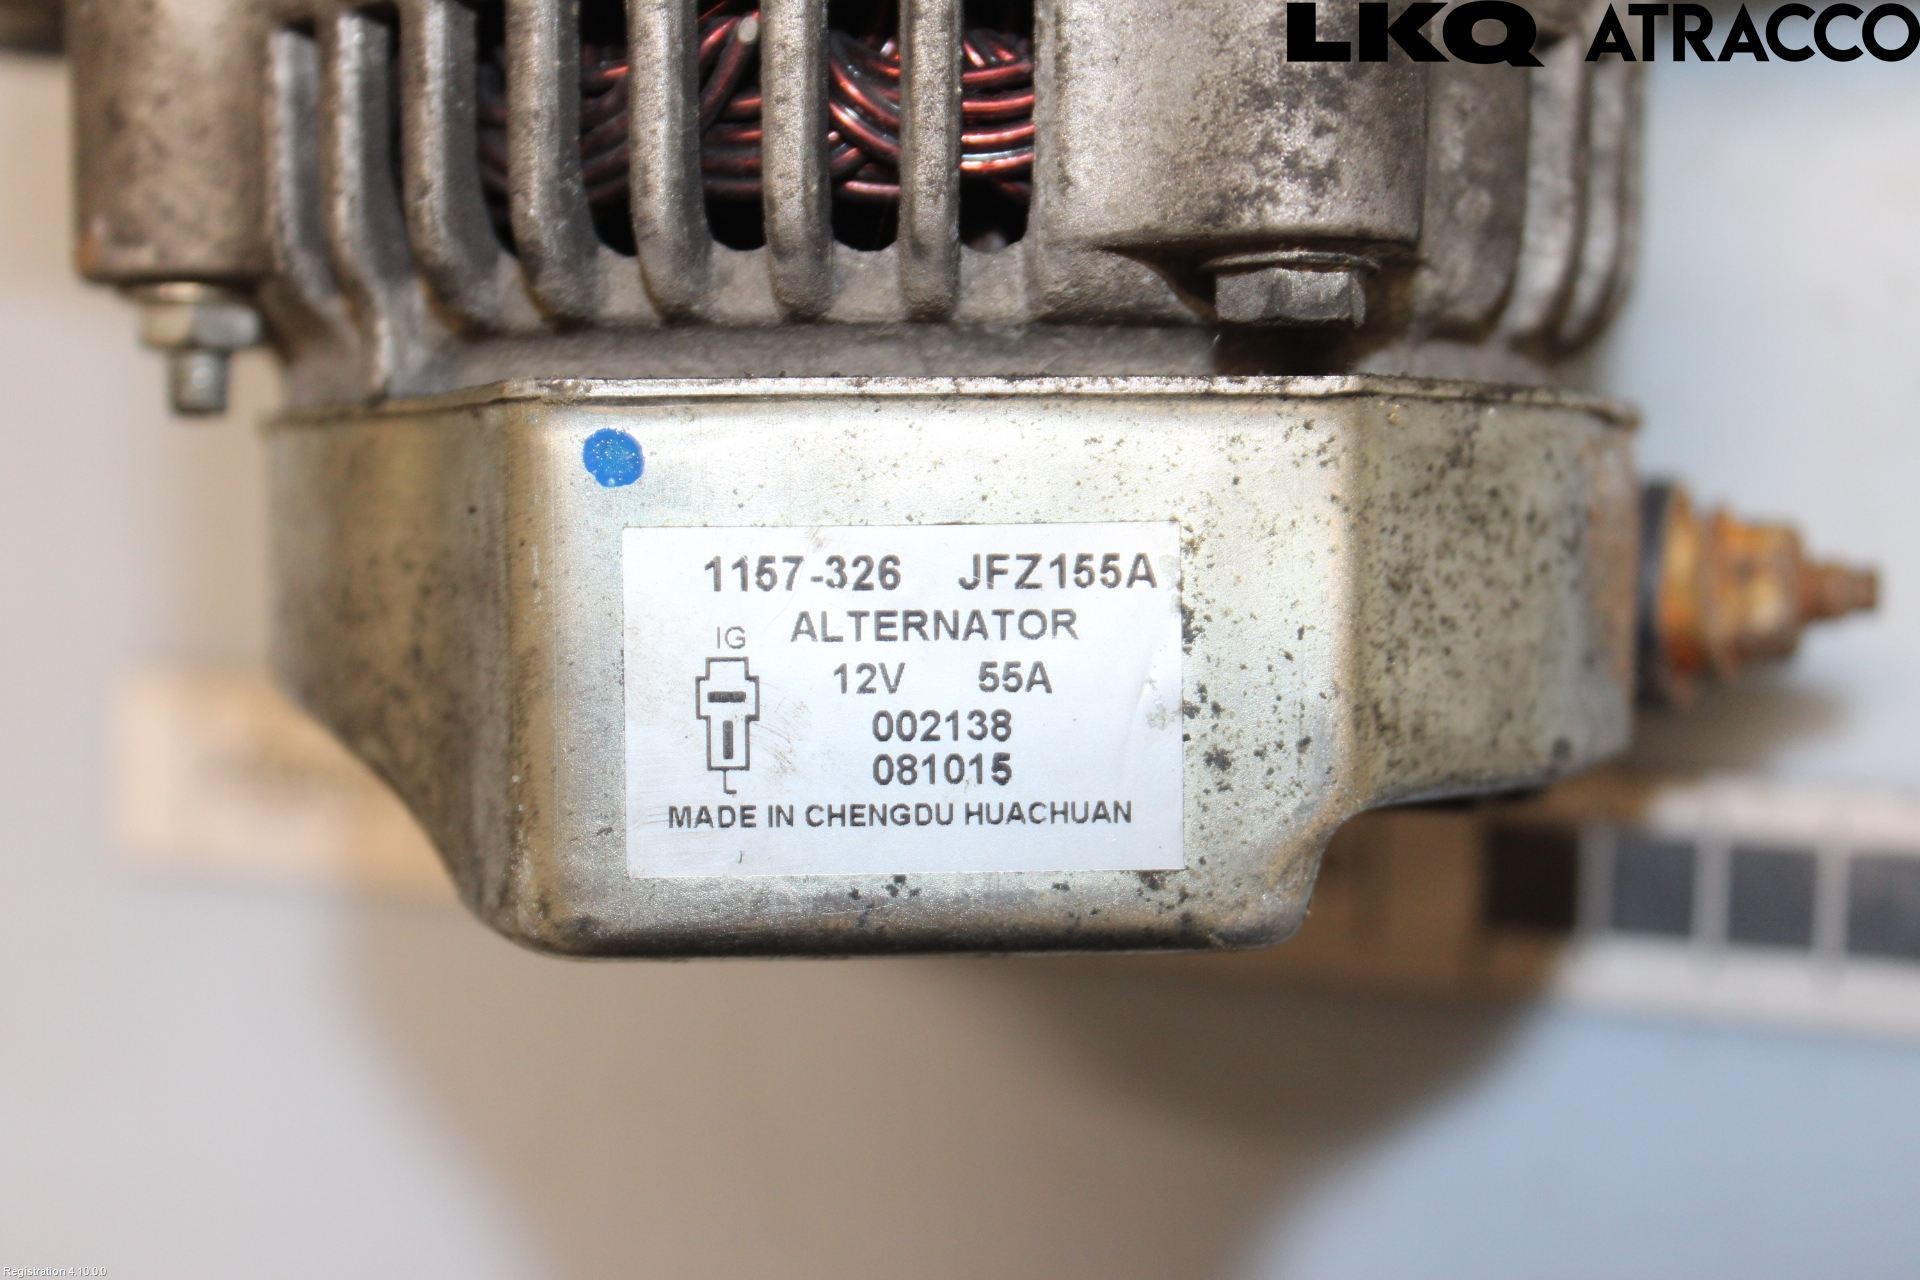 LKQ ATRACCO
1157-326 JFZ155A
ALTERNATOR
IG
12V 55A
002138
081015
L
MADE IN CHENGDU HUACHUAN
Registration 4.10.0.0